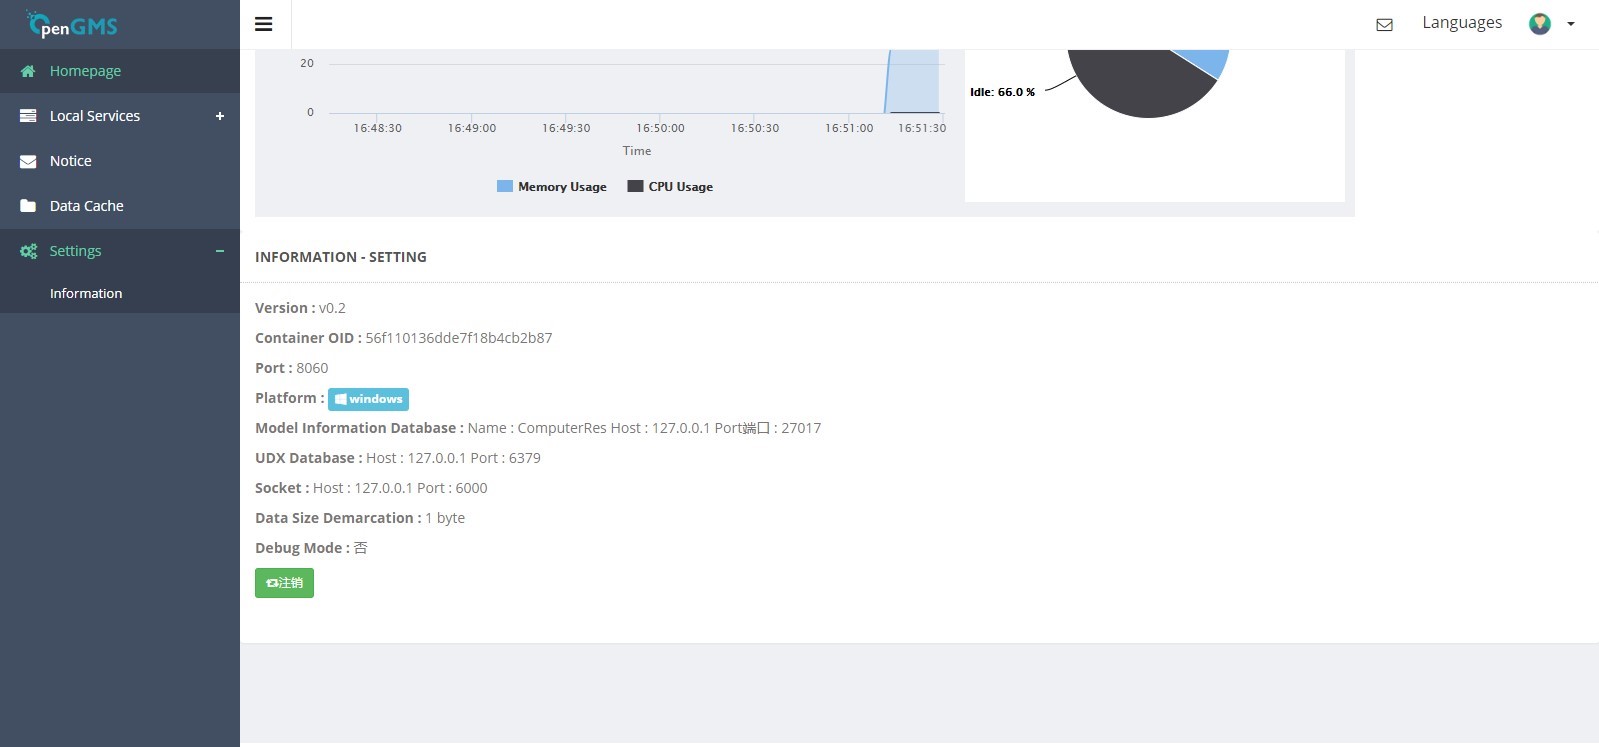 OpenGMS
Languages
Homepage
Local Services
Notice
Data Cache
Settings
Information
20
0
16:48:30 16:49:00 16:49:30 16:50:00 16:50:30 16:51:00 16:51:30
Time
Memory Usage CPU Usage
Idle: 66.0 %
INFORMATION - SETTING
Version : v0.2
Container OID : 56f110136dde7f18b4cb2b87
Port : 8060
Platform : windows
Model Information Database : Name : ComputerRes Host : 127.0.0.1 Port端口 : 27017
UDX Database : Host : 127.0.0.1 Port : 6379
Socket : Host : 127.0.0.1 Port : 6000
Data Size Demarcation : 1 byte
Debug Mode : 否
注销